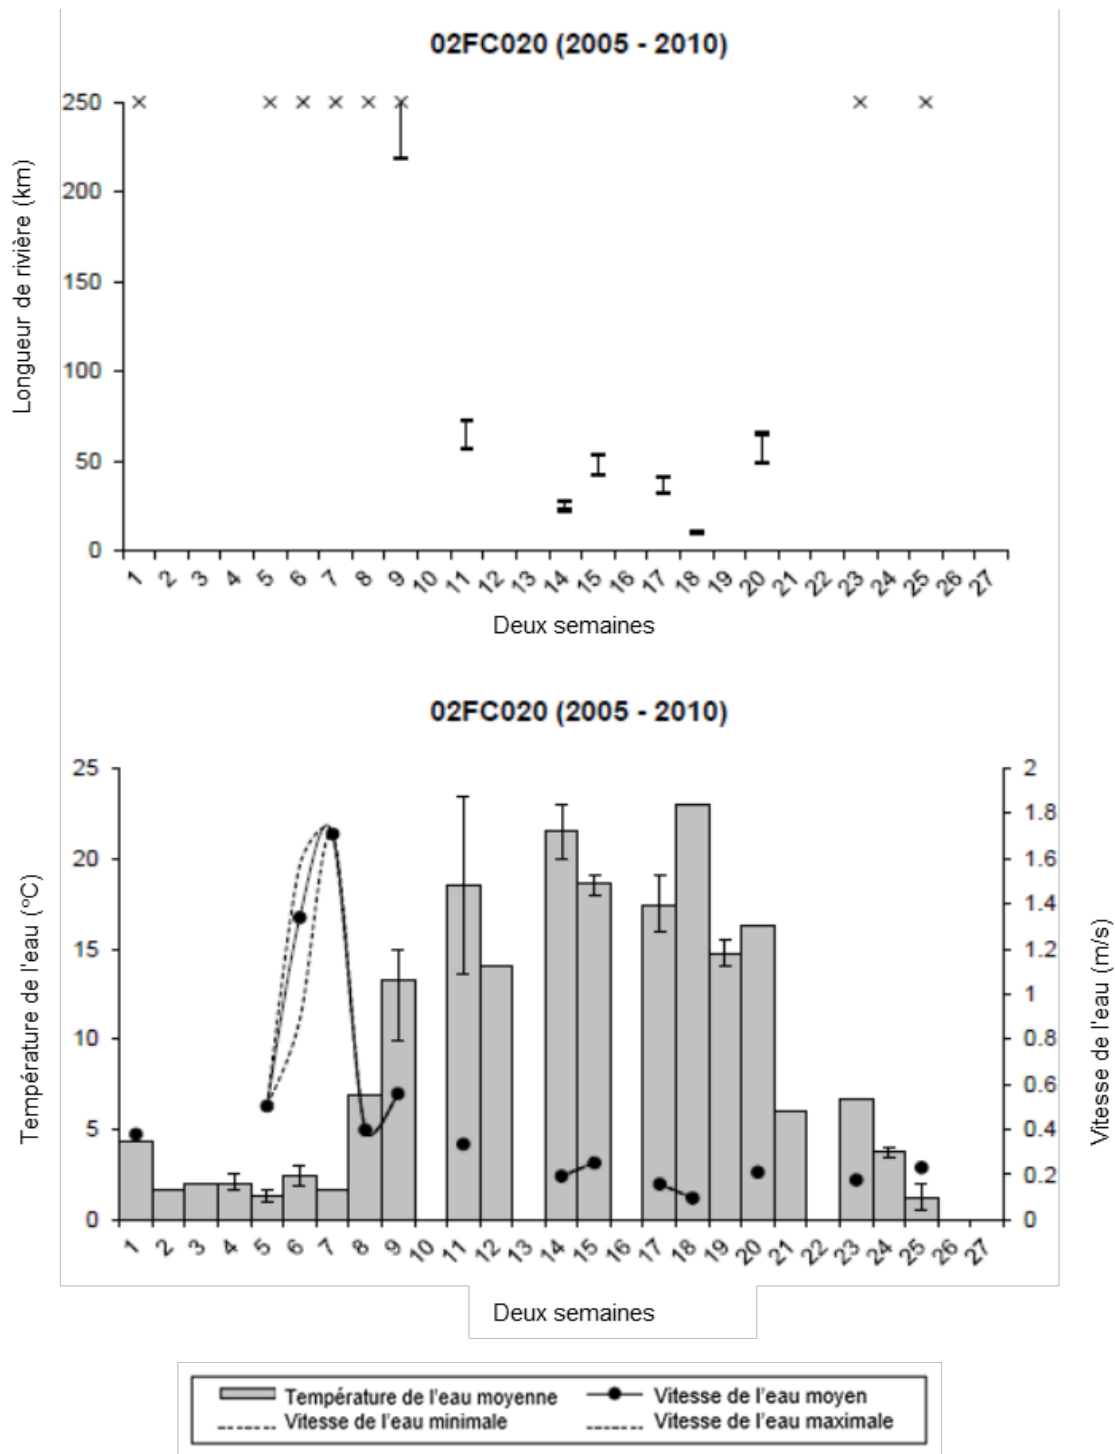 02FC020 (2005 - 2010)
Longueur de rivière (km)
250
200
150
100
50
0
1 2 3 4 5 6 7 8 9 10 11 12 13 14 15 16 17 18 19 20 21 22 23 24 25 26 27
Deux semaines
02FC020 (2005 - 2010)
Température de l'eau (°C)
25
20
15
10
5
0
2
1.8
1.6
1.4
1.2
1
0.8
0.6
0.4
0.2
0
Vitesse de l'eau (m/s)
1 2 3 4 5 6 7 8 9 10 11 12 13 14 15 16 17 18 19 20 21 22 23 24 25 26 27
Deux semaines
Température de l'eau moyenne
Vitesse de l'eau moyen
Vitesse de l'eau minimale
Vitesse de l'eau maximale